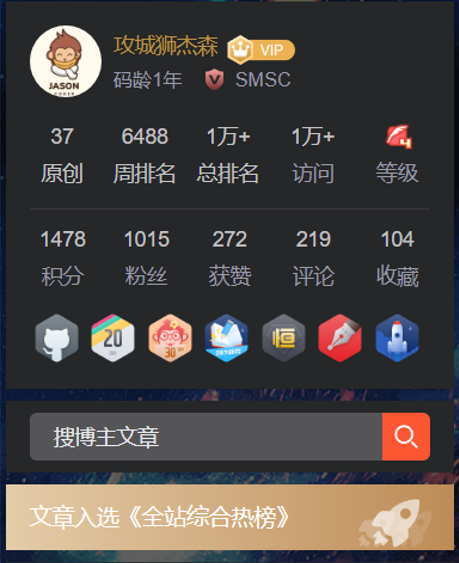 攻城狮杰森 VIP
JASON
CODER
码龄1年 SMSC
37 6488 1万+ 1万+ 4
原创 周排名 总排名 访问 等级
1478 1015 272 219 104
积分 粉丝 获赞 评论 收藏
20 30 恒
搜博主文章
文章入选《全站综合热榜》